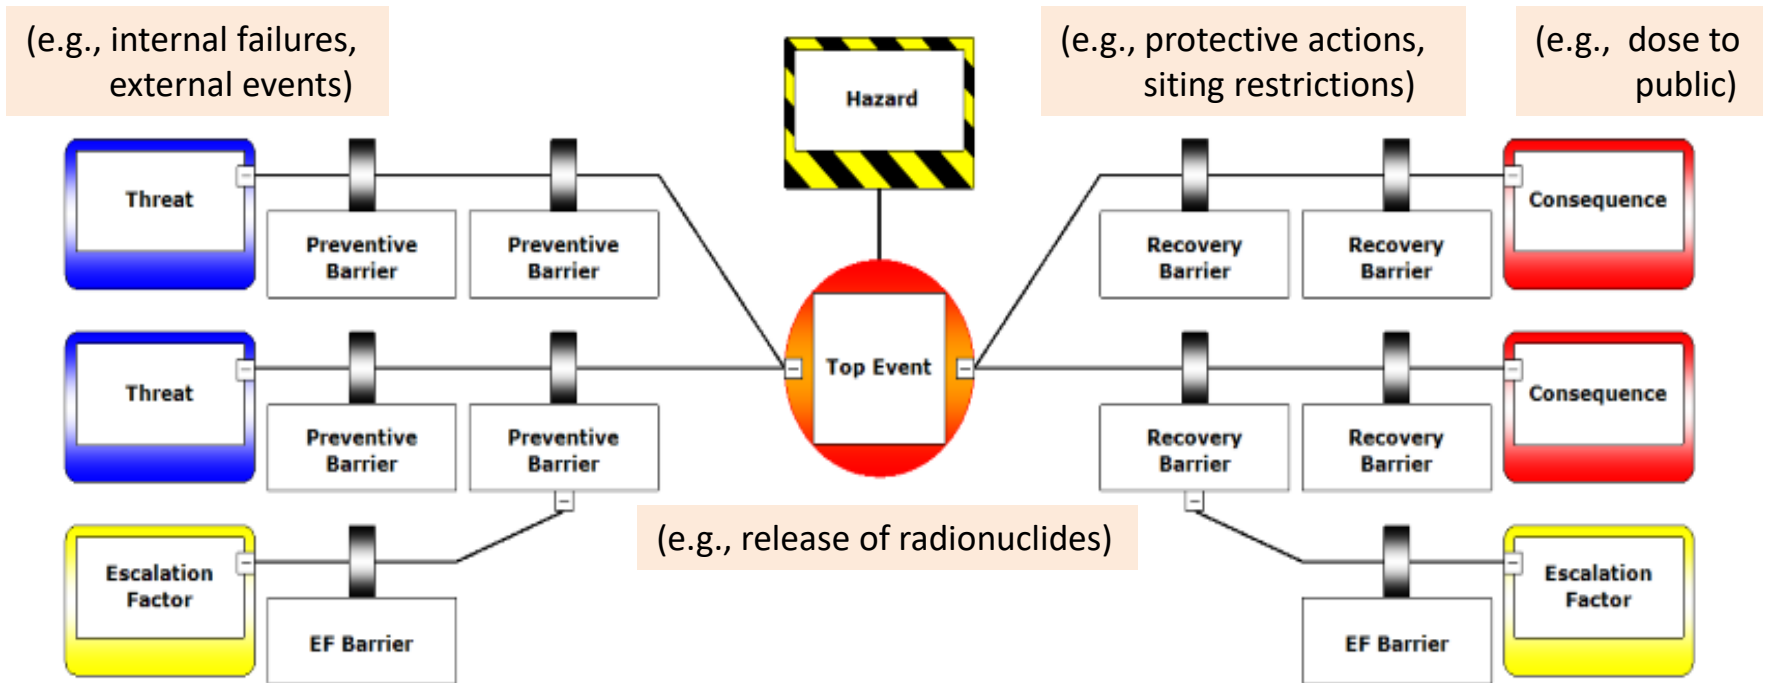 (e.g., internal failures,
external events)
(e.g., protective actions,
siting restrictions)
(e.g., dose to
public)
Hazard
Threat
Preventive
Barrier
Preventive
Barrier
Recovery
Barrier
Recovery
Barrier
Consequence
Threat
Preventive
Barrier
Preventive
Barrier
Top Event
Recovery
Barrier
Recovery
Barrier
Consequence
(e.g., release of radionuclides)
Escalation
Factor
EF Barrier
EF Barrier
Escalation
Factor